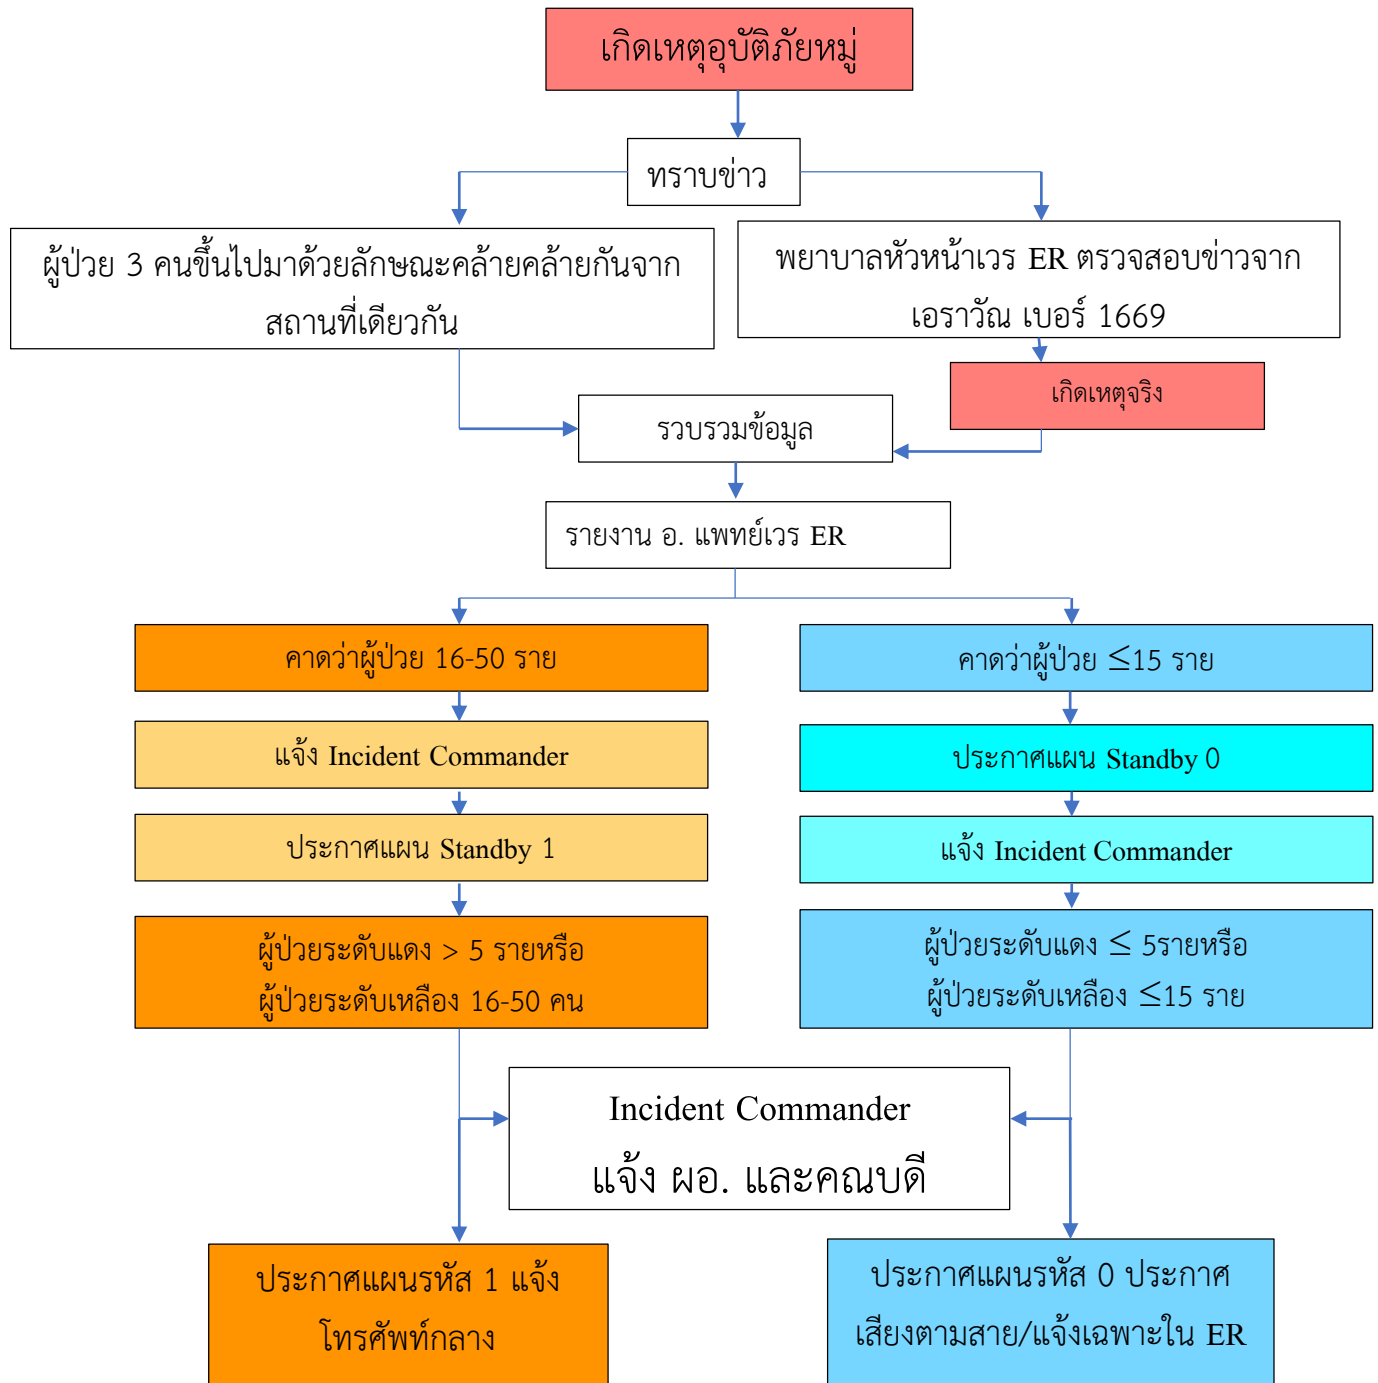 เกิดเหตุอุบัติภัยหมู่
ทราบข่าว
ผู้ป่วย 3 คนขึ้นไปมาด้วยลักษณะคล้ายคล้ายกันจาก
สถานที่เดียวกัน
พยาบาลหัวหน้าเวร ER ตรวจสอบข่าวจาก
เอราวัณ เบอร์ 1669
เกิดเหตุจริง
รวบรวมข้อมูล
รายงาน อ. แพทย์เวร ER
คาดว่าผู้ป่วย 16-50 ราย
คาดว่าผู้ป่วย ≤15 ราย
แจ้ง Incident Commander
ประกาศแผน Standby 0
ประกาศแผน Standby 1
แจ้ง Incident Commander
ผู้ป่วยระดับแดง > 5 รายหรือ
ผู้ป่วยระดับเหลือง 16-50 คน
ผู้ป่วยระดับแดง ≤ 5รายหรือ
ผู้ป่วยระดับเหลือง ≤15 ราย
Incident Commander
แจ้ง ผอ. และคณบดี
ประกาศแผนรหัส 1 แจ้ง
โทรศัพท์กลาง
ประกาศแผนรหัส 0 ประกาศ
เสียงตามสาย/แจ้งเฉพาะใน ER